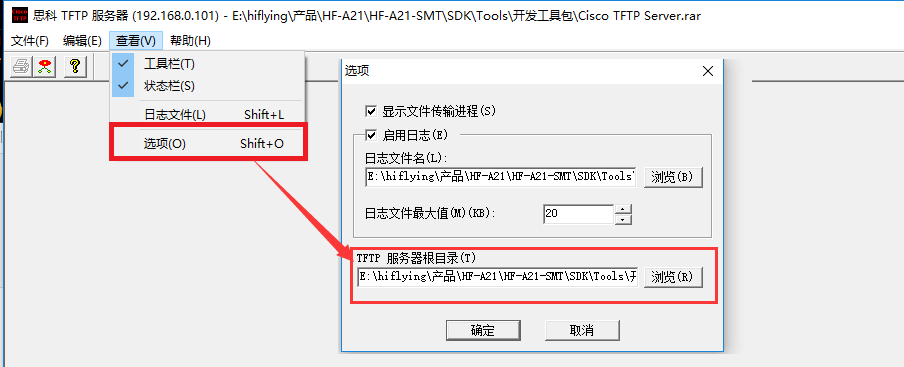 思科 TFTP 服务器 (192.168.0.101) - E:\hiflying\产品\HF-A21\HF-A21-SMT\SDK\Tools\开发工具包\Cisco TFTP Server.rar
文件(F) 编辑(E) 查看(V) 帮助(H)
工具栏(T)
状态栏(S)
日志文件(L) Shift+L
选项(O) Shift+O
选项
显示文件传输进程(S)
启用日志(E)
日志文件名(L):
E:\hiflying\产品\HF-A21\HF-A21-SMT\SDK\Tools\ 浏览(B)
日志文件最大值(M)(KB): 20
TFTP 服务器根目录(T)
E:\hiflying\产品\HF-A21\HF-A21-SMT\SDK\Tools\开 浏览(R)
确定 取消